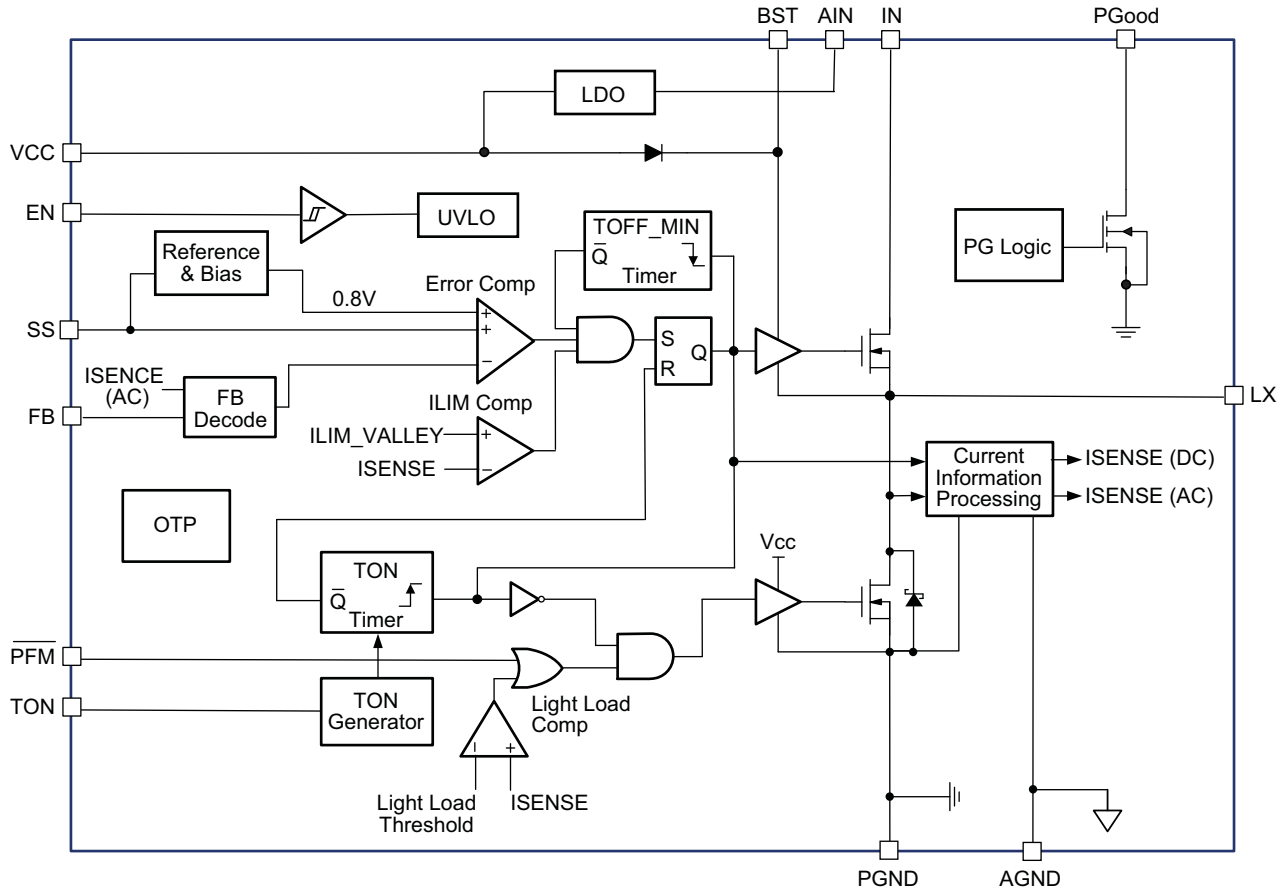 BST
AIN
IN
PGood
LDO
VCC
EN
UVLO
TOFF_MIN
Q̅
Timer
PG Logic
Reference
& Bias
Error Comp
0.8V
+
+
−
SS
S
R
Q
ISENCE
(AC)
FB
Decode
FB
ILIM Comp
ILIM_VALLEY
+
ISENSE
−
LX
Current
Information
Processing
ISENSE (DC)
ISENSE (AC)
OTP
Vcc
TON
Q̅
Timer
P̅F̅M̅
TON
TON
Generator
Light Load
Comp
− +
Light Load
Threshold
ISENSE
PGND
AGND